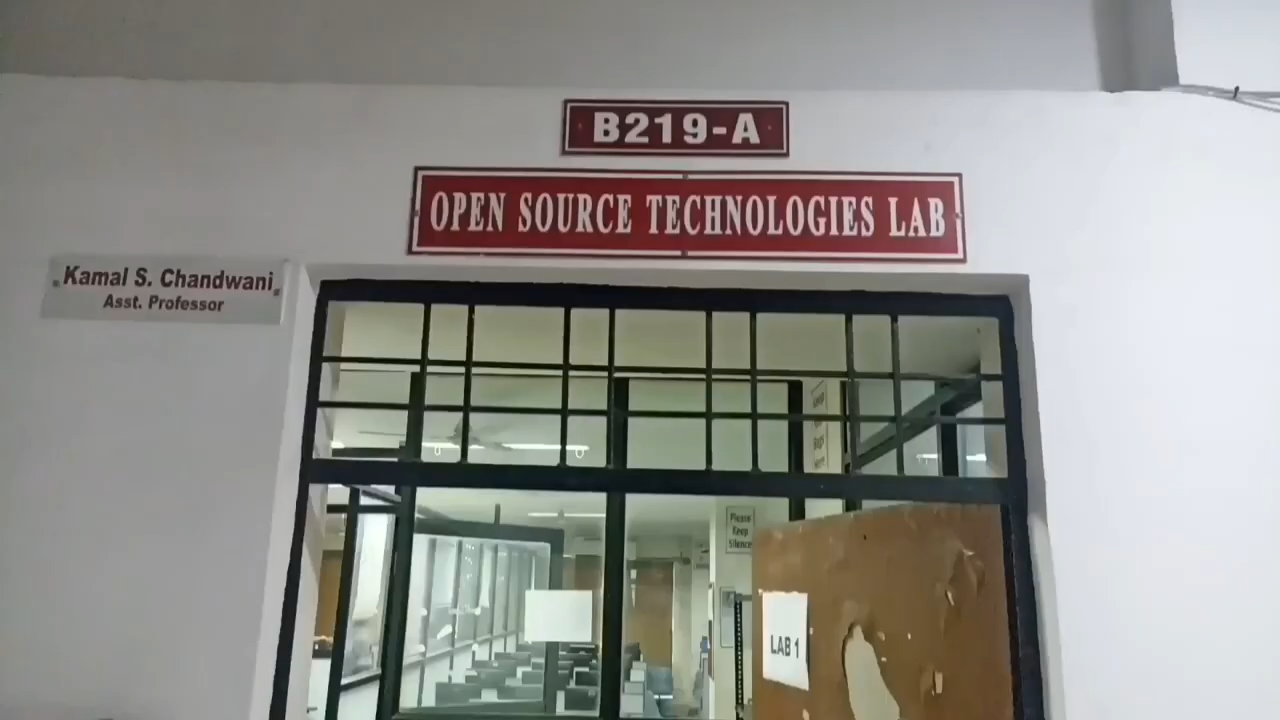 B219-A
OPEN SOURCE TECHNOLOGIES LAB
Kamal S. Chandwani
Asst. Professor
Please
Keep
Silence
LAB 1